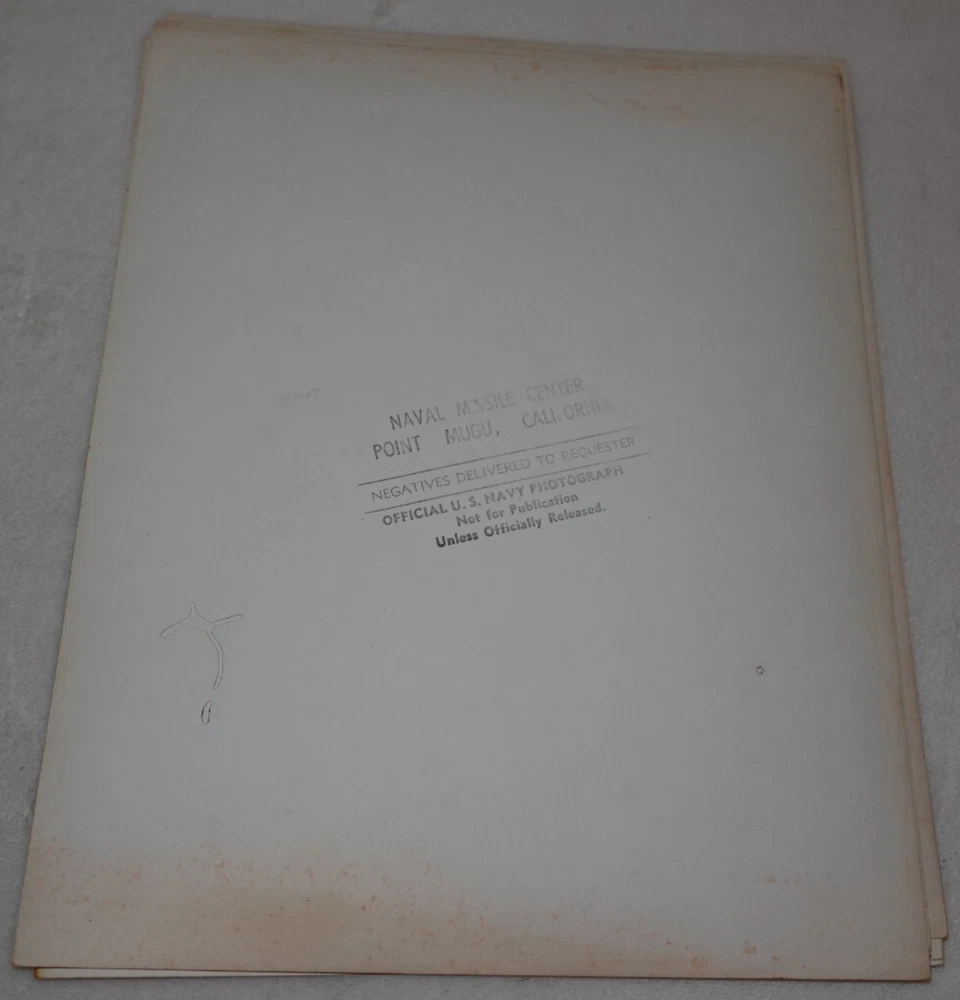 NAVAL MISSILE CENTER
POINT MUGU, CALIFORNIA
NEGATIVES DELIVERED TO REQUESTER
OFFICIAL U. S. NAVY PHOTOGRAPH
Not for Publication
Unless Officially Released.